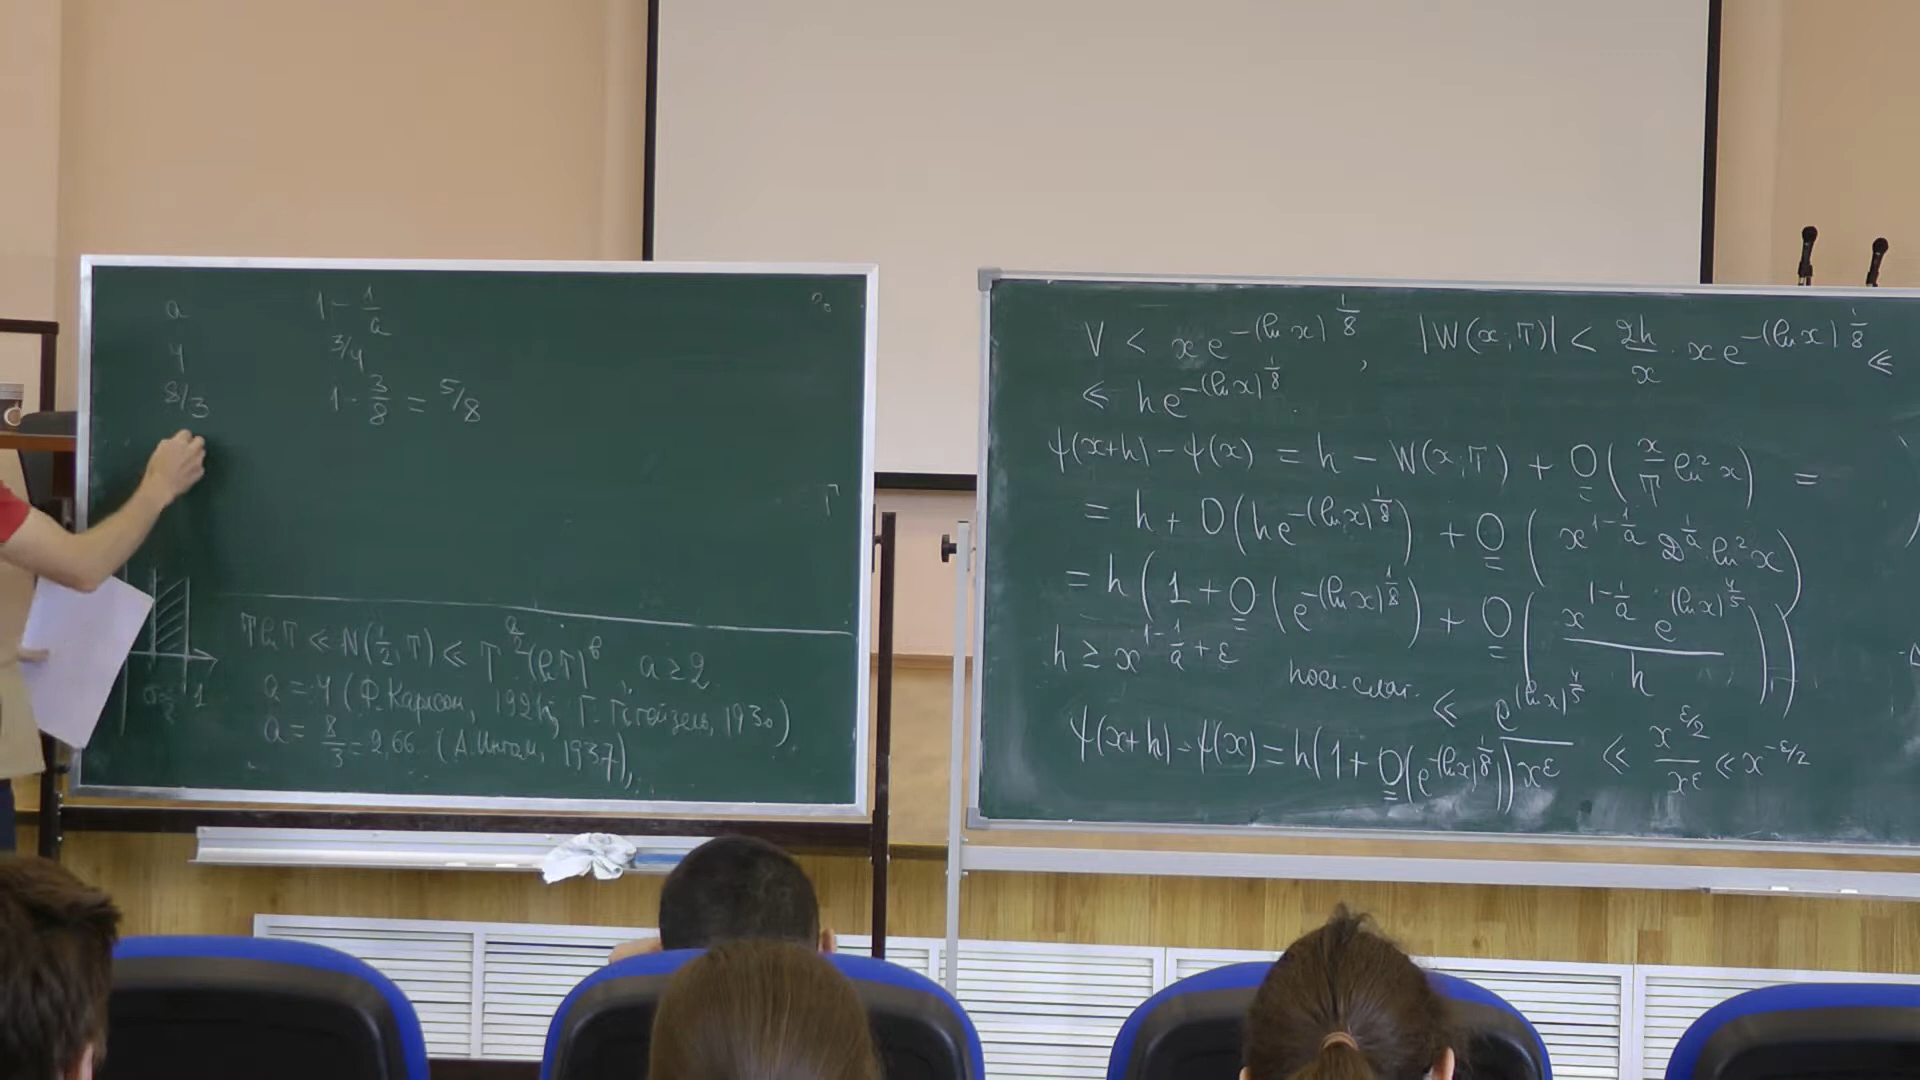 a 1 - 1/a
4 3/4
8/3 1 - 3/8 = 5/8
T ln T ≪ N(1/2, T) ≪ T^{a/2} (ln T)^b, a ≥ 2
a = 4 (Ф. Карлсон, 1921; Г. Гогейзель, 1930)
a = 8/3 = 2,66.. (А. Ингам, 1937),
V < x e^{-(ln x)^{1/8}}, |W(x; T)| < 2h/x · x e^{-(ln x)^{1/8}} ≪
≪ h e^{-(ln x)^{1/8}}.
ψ(x+h) - ψ(x) = h - W(x; T) + O(x/T ln² x) =
= h + O(h e^{-(ln x)^{1/8}}) + O(x^{1-1/a} D^{1/a} · ln² x)
= h(1 + O(e^{-(ln x)^{1/8}}) + O(x^{1-1/a} e^{(ln x)^{4/5}} / h))
h ≥ x^{1-1/a+ε} посл. слаг. ≪ e^{(ln x)^{4/5}} / x^ε ≪ x^{ε/2} / x^ε ≪ x^{-ε/2}
ψ(x+h) - ψ(x) = h(1 + O(e^{-(ln x)^{1/8}}))